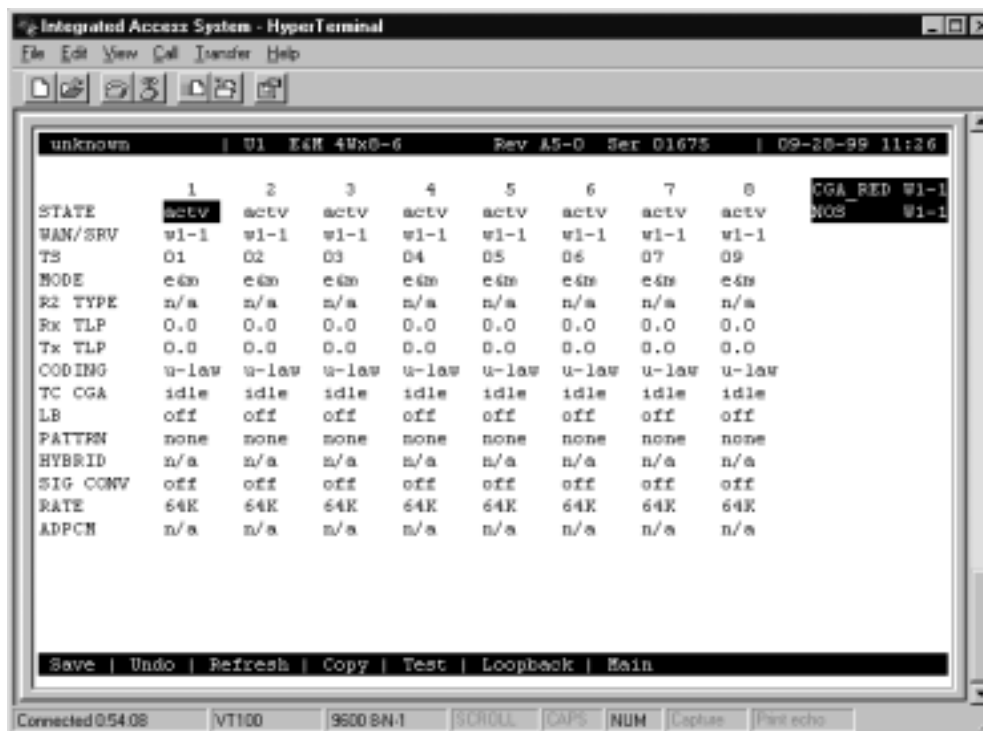 Integrated Access System - HyperTerminal
File Edit View Call Transfer Help
unknown | U1 E&M 4Wx8-6 Rev A5-0 Ser 01675 | 09-28-99 11:26
1 2 3 4 5 6 7 8 CGA_RED W1-1
STATE actv actv actv actv actv actv actv actv NOS W1-1
WAN/SRV w1-1 w1-1 w1-1 w1-1 w1-1 w1-1 w1-1 w1-1
TS 01 02 03 04 05 06 07 09
MODE e&m e&m e&m e&m e&m e&m e&m e&m
R2 TYPE n/a n/a n/a n/a n/a n/a n/a n/a
Rx TLP 0.0 0.0 0.0 0.0 0.0 0.0 0.0 0.0
Tx TLP 0.0 0.0 0.0 0.0 0.0 0.0 0.0 0.0
CODING u-law u-law u-law u-law u-law u-law u-law u-law
TC CGA idle idle idle idle idle idle idle idle
LB off off off off off off off off
PATTRN none none none none none none none none
HYBRID n/a n/a n/a n/a n/a n/a n/a n/a
SIG CONV off off off off off off off off
RATE 64K 64K 64K 64K 64K 64K 64K 64K
ADPCM n/a n/a n/a n/a n/a n/a n/a n/a
Save | Undo | Refresh | Copy | Test | Loopback | Main
Connected 0:54:08 VT100 9600 8-N-1 SCROLL CAPS NUM Capture Print echo